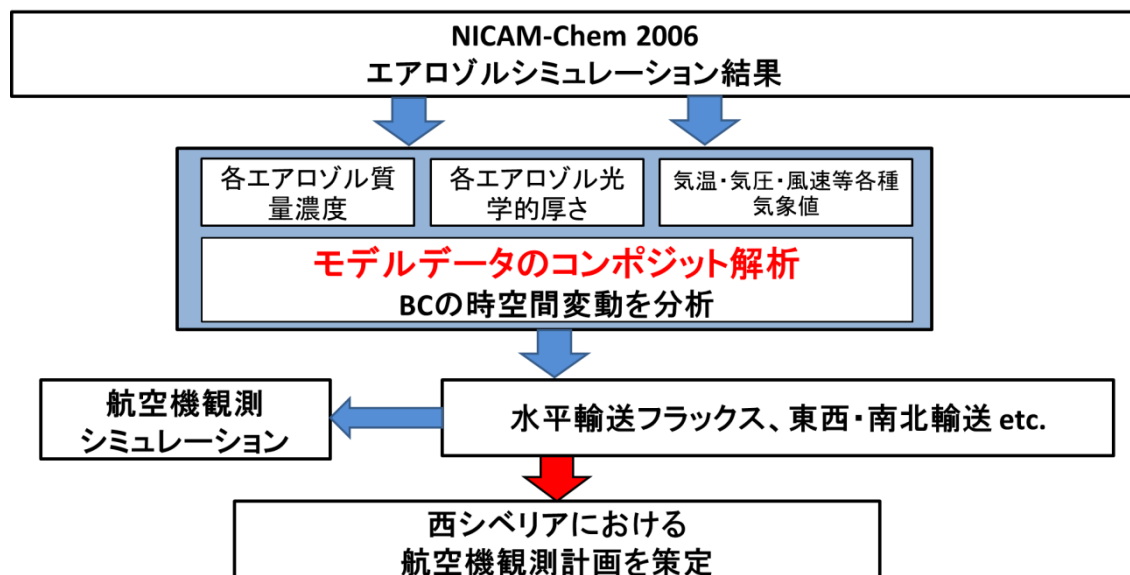 NICAM-Chem 2006
エアロゾルシミュレーション結果
各エアロゾル質
量濃度
各エアロゾル光
学的厚さ
気温・気圧・風速等各種
気象値
モデルデータのコンポジット解析
BCの時空間変動を分析
航空機観測
シミュレーション
水平輸送フラックス、東西・南北輸送 etc.
西シベリアにおける
航空機観測計画を策定